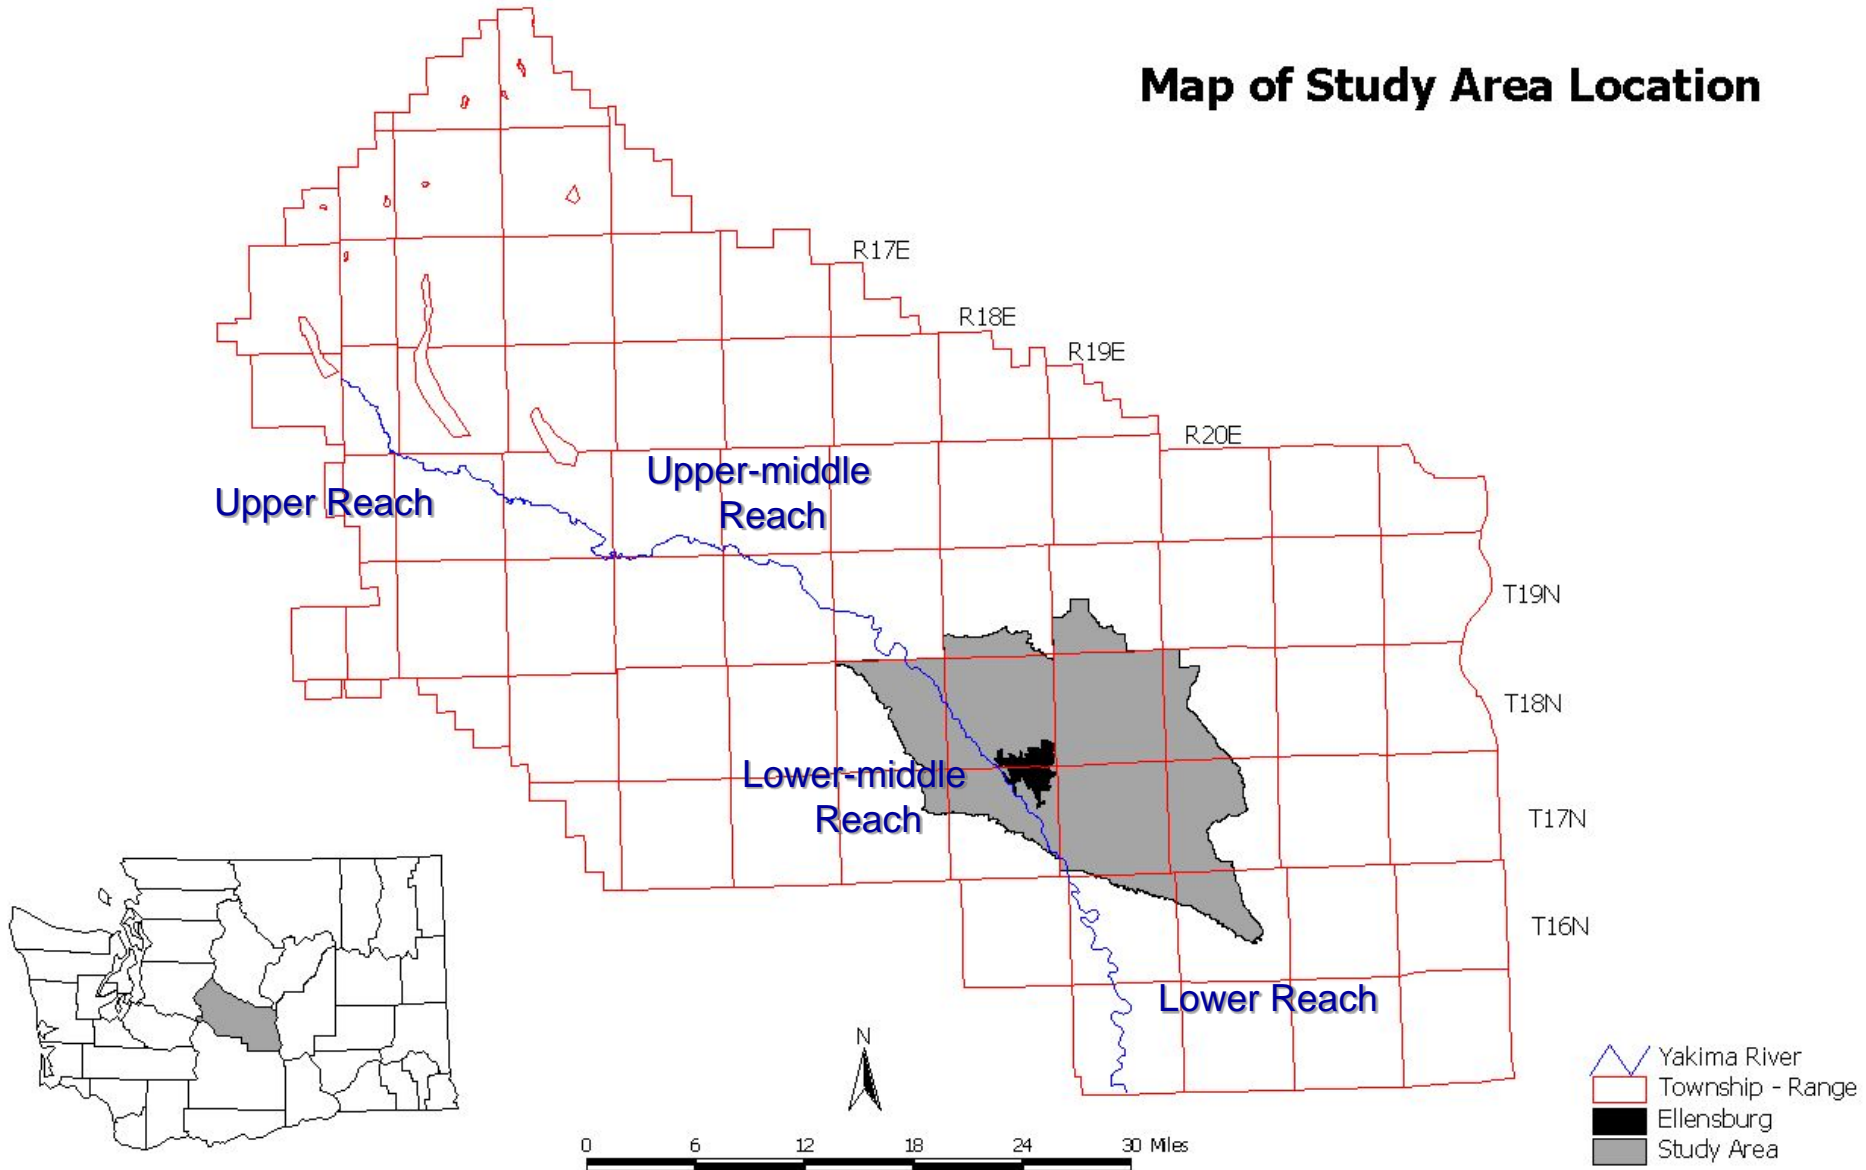 Map of Study Area Location
R17E
R18E
R19E
R20E
Upper-middle
Reach
Upper Reach
T19N
T18N
Lower-middle
Reach
T17N
T16N
Lower Reach
N
Yakima River
Township - Range
Ellensburg
Study Area
0 6 12 18 24 30 Miles